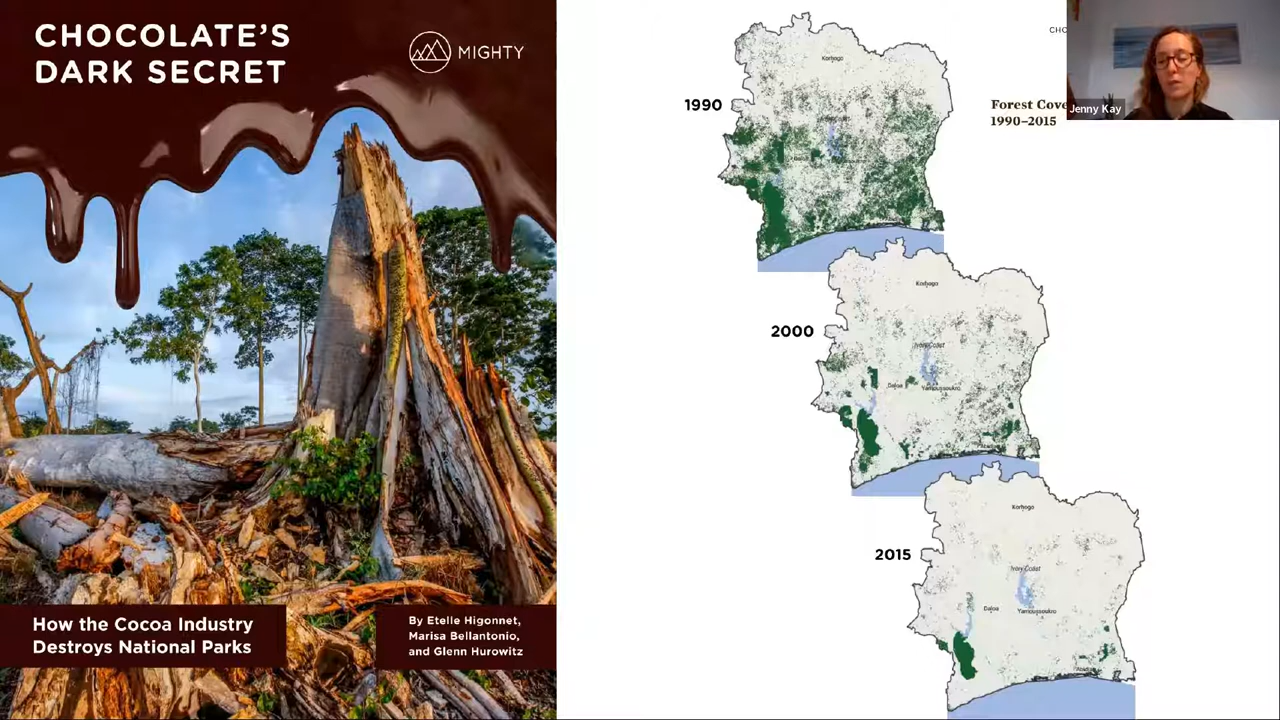 CHOCOLATE'S
DARK SECRET
MIGHTY
How the Cocoa Industry
Destroys National Parks
By Etelle Higonnet,
Marisa Bellantonio,
and Glenn Hurowitz
CHO
Forest Cove
1990–2015
Jenny Kay
1990
Korhogo
2000
Korhogo
Ivory Coast
Daloa
Yamoussoukro
2015
Korhogo
Ivory Coast
Daloa
Yamoussoukro
Abidjan